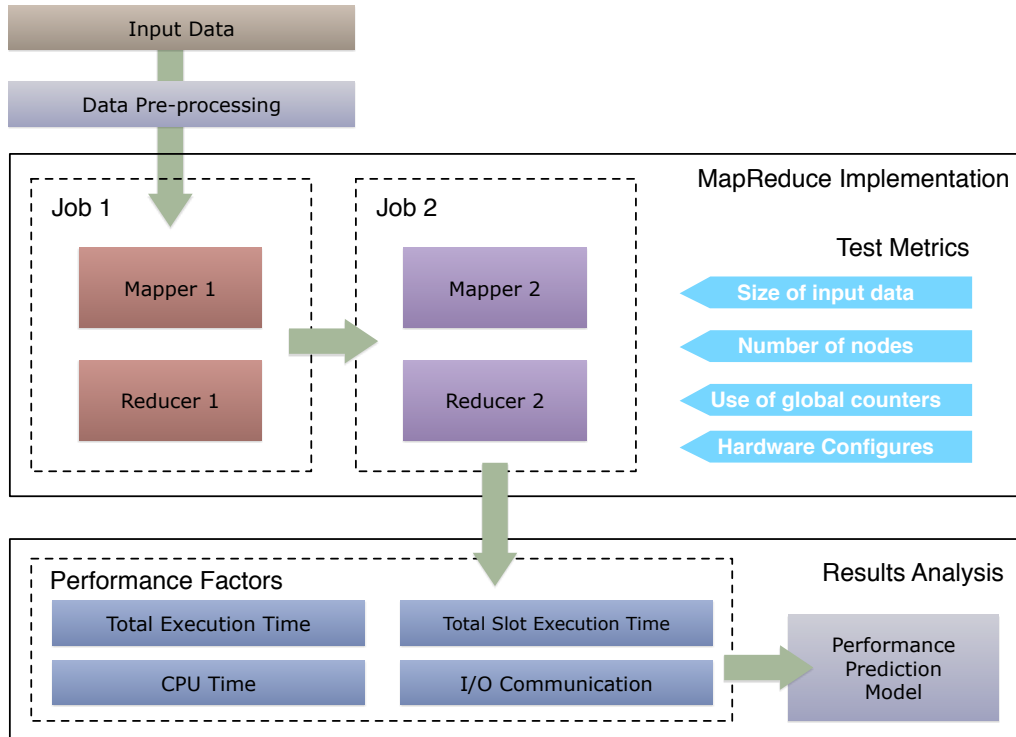 Input Data
Data Pre-processing
MapReduce Implementation
Job 1
Job 2
Mapper 1
Reducer 1
Mapper 2
Reducer 2
Test Metrics
Size of input data
Number of nodes
Use of global counters
Hardware Configures
Results Analysis
Performance Factors
Total Execution Time
Total Slot Execution Time
CPU Time
I/O Communication
Performance
Prediction
Model